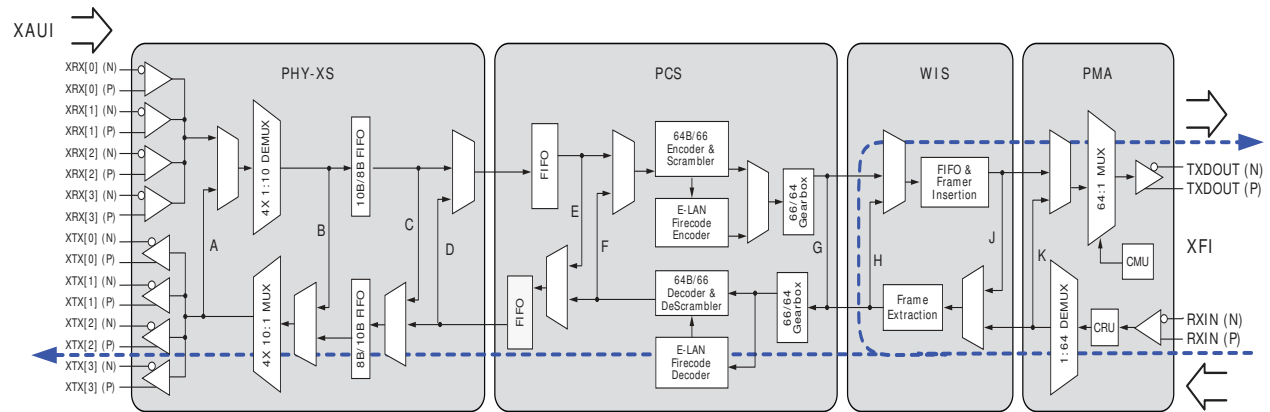 XAUI
PHY-XS
PCS
WIS
PMA
XRX[0] (N)
XRX[0] (P)
XRX[1] (N)
XRX[1] (P)
XRX[2] (N)
XRX[2] (P)
XRX[3] (N)
XRX[3] (P)
XTX[0] (N)
XTX[0] (P)
XTX[1] (N)
XTX[1] (P)
XTX[2] (N)
XTX[2] (P)
XTX[3] (N)
XTX[3] (P)
A
4X 1:10 DEMUX
4X 10:1 MUX
B
10B/8B FIFO
8B/10B FIFO
C
D
FIFO
FIFO
E
F
64B/66
Encoder &
Scrambler
E-LAN
Firecode
Encoder
64B/66
Decoder &
DeScrambler
E-LAN
Firecode
Decoder
66/64
Gearbox
66/64
Gearbox
G
H
FIFO &
Framer
Insertion
Frame
Extraction
J
K
64:1 MUX
1:64 DEMUX
CMU
CRU
TXDOUT (N)
TXDOUT (P)
XFI
RXIN (N)
RXIN (P)